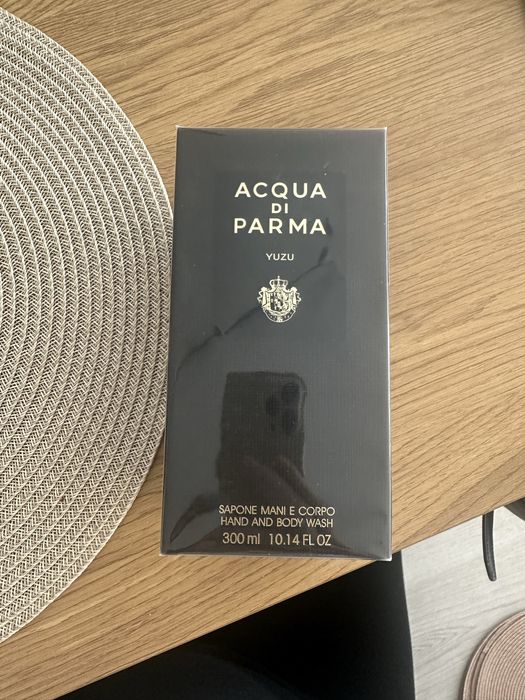 ACQUA
DI
PARMA
YUZU
SAPONE MANI E CORPO
HAND AND BODY WASH
300 ml 10.14 FL OZ